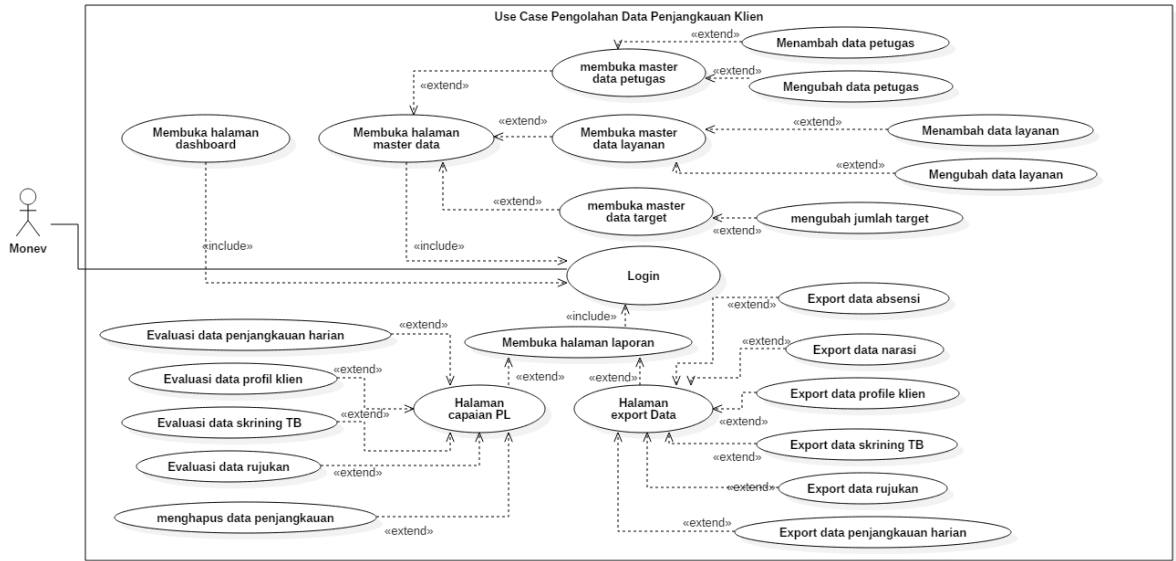 Use Case Pengolahan Data Penjangkauan Klien
«extend»
Menambah data petugas
membuka master
data petugas
«extend»
Mengubah data petugas
«extend»
Membuka halaman
dashboard
Membuka halaman
master data
«extend»
Membuka master
data layanan
«extend»
Menambah data layanan
«extend»
Mengubah data layanan
«extend»
membuka master
data target
mengubah jumlah target
«extend»
Monev
«include»
«include»
Login
Export data absensi
«extend»
«include»
«extend»
Evaluasi data penjangkauan harian
Membuka halaman laporan
«extend»
Export data narasi
Evaluasi data profil klien
«extend»
«extend»
«extend»
Export data profile klien
Halaman
capaian PL
Halaman
export Data
Evaluasi data skrining TB
«extend»
«extend»
Export data skrining TB
Evaluasi data rujukan
«extend»
«extend»
Export data rujukan
«extend»
menghapus data penjangkauan
«extend»
«extend»
Export data penjangkauan harian